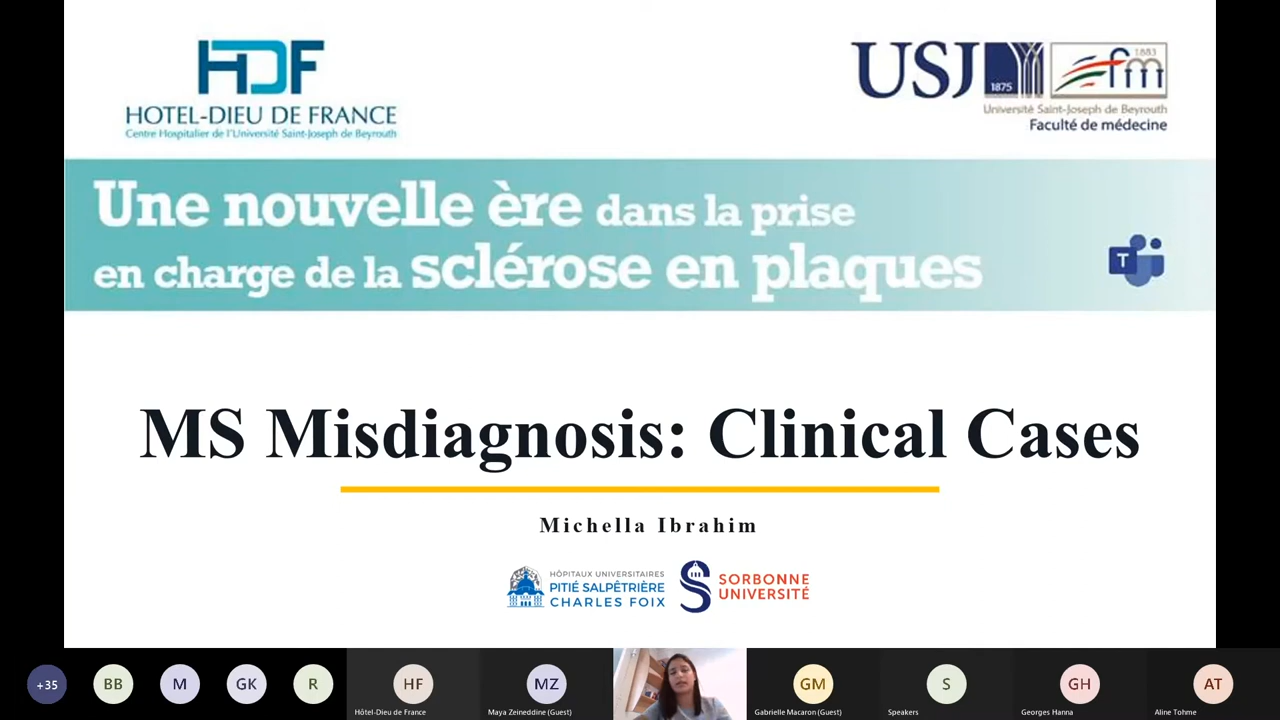 HDF
HOTEL-DIEU DE FRANCE
Centre Hospitalier de l'Université Saint-Joseph de Beyrouth
USJ
1875
1883
fm
Université Saint-Joseph de Beyrouth
Faculté de médecine
Une nouvelle ère dans la prise
en charge de la sclérose en plaques
T
MS Misdiagnosis: Clinical Cases
Michella Ibrahim
HÔPITAUX UNIVERSITAIRES
PITIÉ SALPÊTRIÈRE
CHARLES FOIX
SORBONNE
UNIVERSITÉ
+35
BB
M
GK
R
HF
MZ
GM
S
GH
AT
Hôtel-Dieu de France
Maya Zeineddine (Guest)
Gabrielle Macaron (Guest)
Speakers
Georges Hanna
Aline Tohme